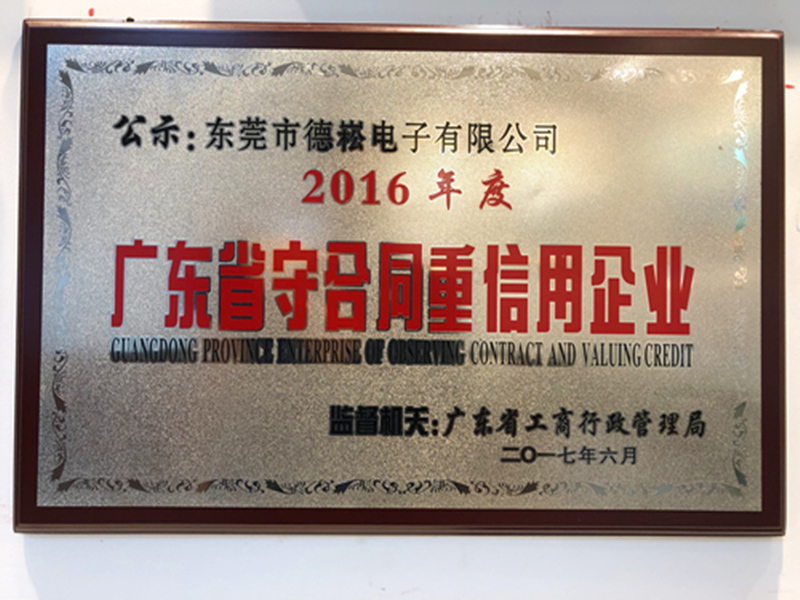 公示：东莞市德崧电子有限公司
2016年度
广东省守合同重信用企业
GUANGDONG PROVINCE ENTERPRISE OF OBSERVING CONTRACT AND VALUING CREDIT
监督机关：广东省工商行政管理局
二〇一七年六月